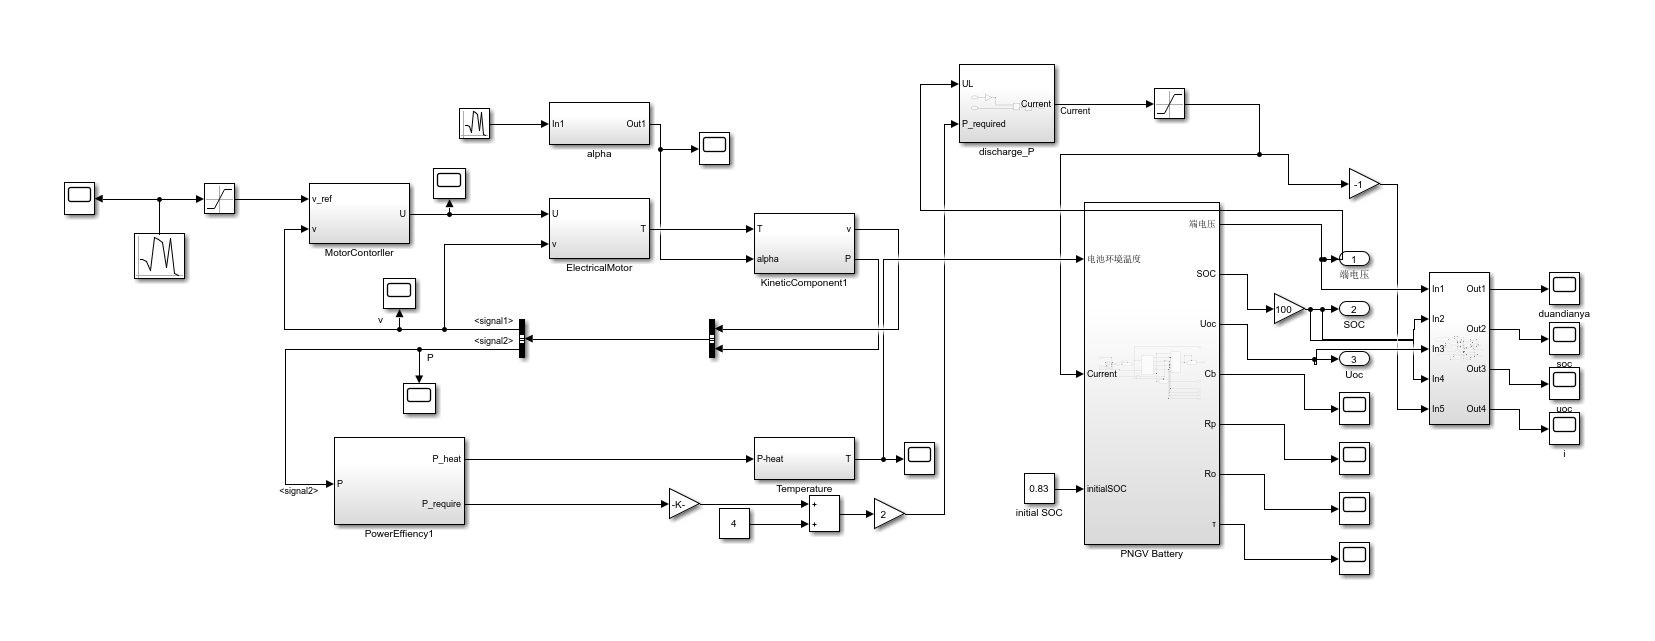 UL
Current
P_required
discharge_P
Current
In1
Out1
alpha
-1
v_ref
U
v
MotorContorller
U
T
v
ElectricalMotor
T
v
alpha
P
KineticComponent1
端电压
电池环境温度
SOC
Uoc
Current
Cb
Rp
Ro
initialSOC
T
PNGV Battery
1
端电压
100
2
SOC
3
Uoc
In1
Out1
In2
Out2
In3
Out3
In4
In5
Out4
duandianya
soc
uoc
i
v
<signal1>
<signal2>
P
P_heat
P
P_require
<signal2>
PowerEffiency1
P-heat
T
Temperature
-K-
4
+
+
2
0.83
initial SOC